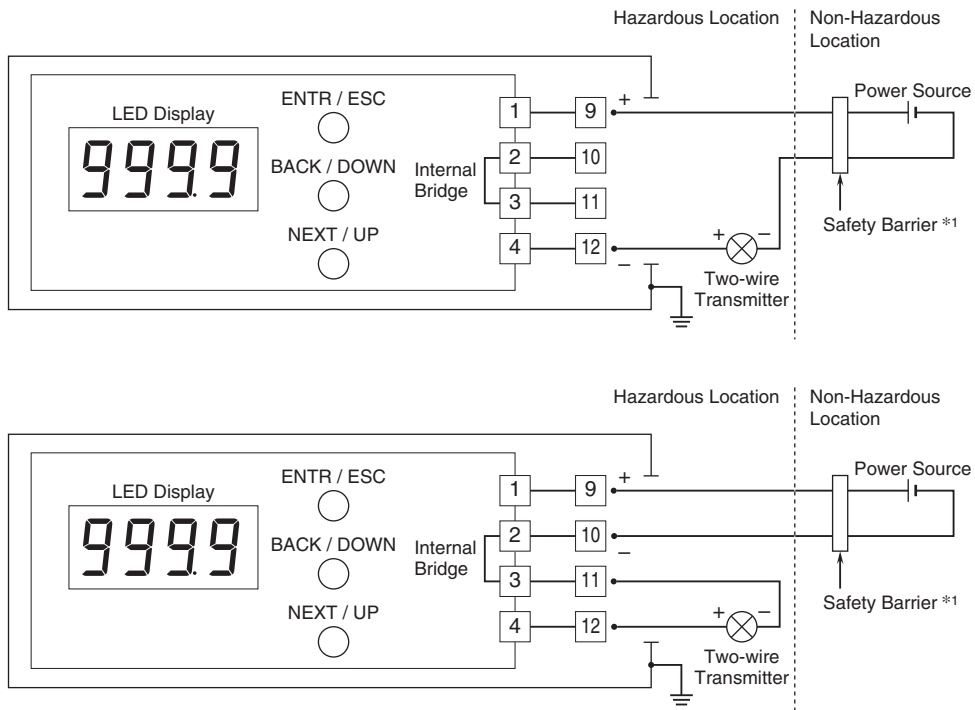 Hazardous Location
Non-Hazardous
Location
LED Display
999.9
ENTR / ESC
BACK / DOWN
NEXT / UP
Internal
Bridge
1
2
3
4
9
10
11
12
+
–
+
–
Two-wire
Transmitter
Power Source
Safety Barrier *1
Hazardous Location
Non-Hazardous
Location
LED Display
999.9
ENTR / ESC
BACK / DOWN
NEXT / UP
Internal
Bridge
1
2
3
4
9
10
11
12
+
–
+
–
Two-wire
Transmitter
Power Source
Safety Barrier *1